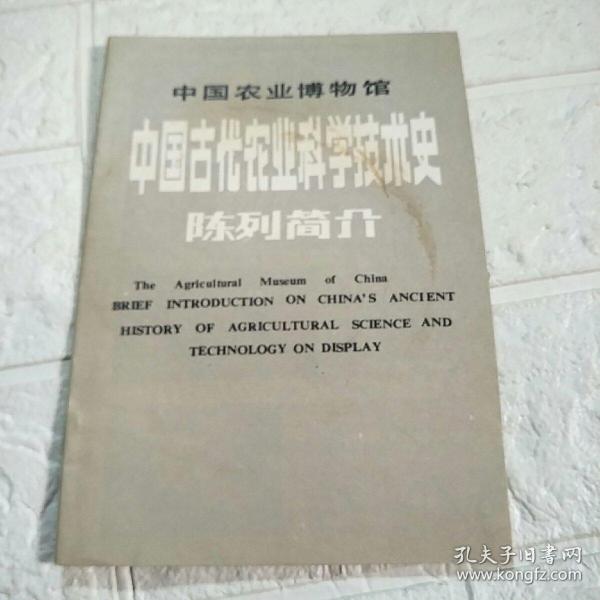 中国农业博物馆
中国古代农业科学技术史
陈列简介
The Agricultural Museum of China
BRIEF INTRODUCTION ON CHINA'S ANCIENT
HISTORY OF AGRICULTURAL SCIENCE AND
TECHNOLOGY ON DISPLAY
孔夫子旧书网
www.kongfz.com